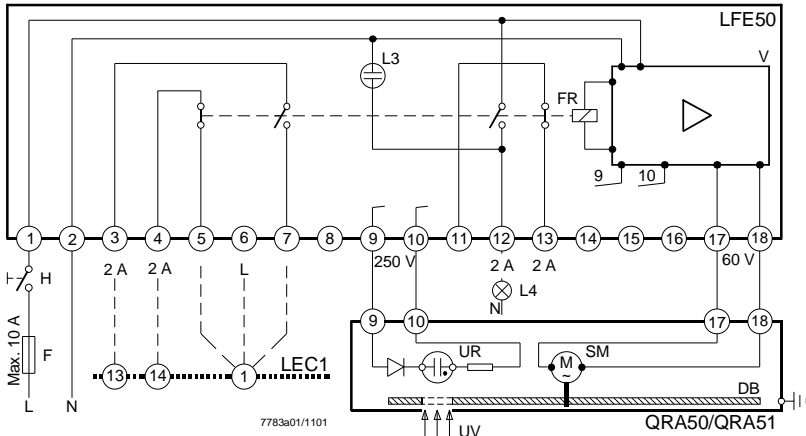 LFE50
L3
V
FR
9 10
1 2 3 4 5 6 7 8 9 10 11 12 13 14 15 16 17 18
2 A 2 A L 250 V 2 A 2 A 60 V
H
L4
N
Max. 10 A
F
9 10 17 18
13 14 1
LEC1
UR
M
~
SM
DB
L N
7783a01/1101
UV
QRA50/QRA51